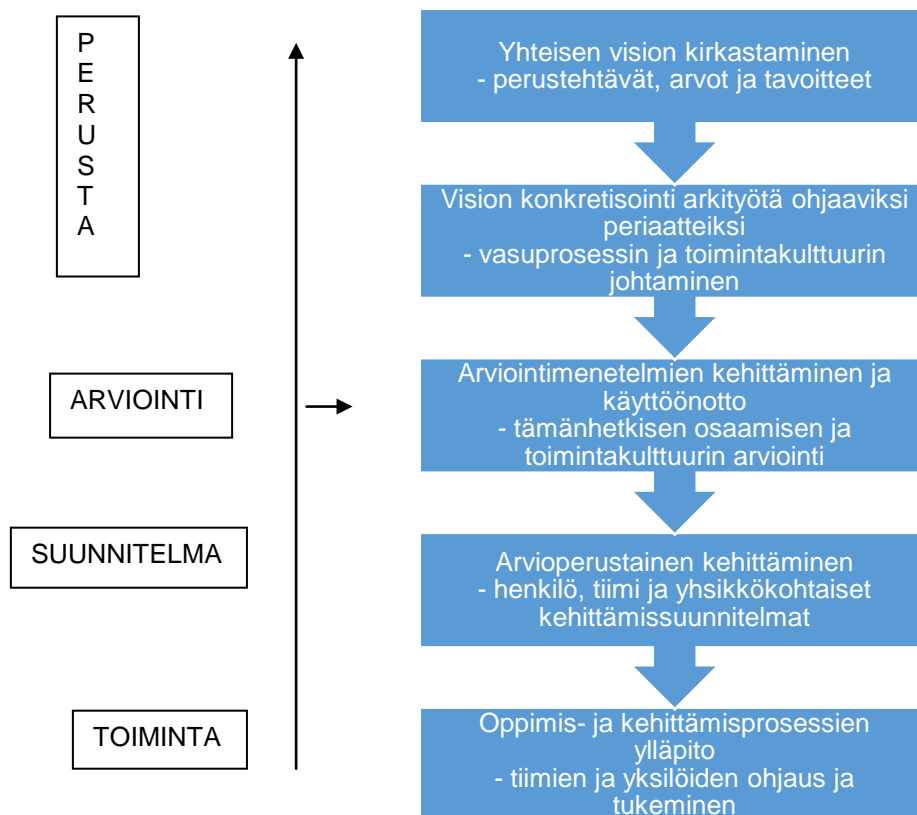 PERUSTA
Yhteisen vision kirkastaminen
- perustehtävät, arvot ja tavoitteet
Vision konkretisointi arkityötä ohjaaviksi
periaatteiksi
- vasuprosessin ja toimintakulttuurin
johtaminen
ARVIOINTI
Arviointimenetelmien kehittäminen ja
käyttöönotto
- tämänhetkisen osaamisen ja
toimintakulttuurin arviointi
SUUNNITELMA
Arvioperustainen kehittäminen
- henkilö, tiimi ja yhsikkökohtaiset
kehittämissuunnitelmat
TOIMINTA
Oppimis- ja kehittämisprosessien
ylläpito
- tiimien ja yksilöiden ohjaus ja
tukeminen